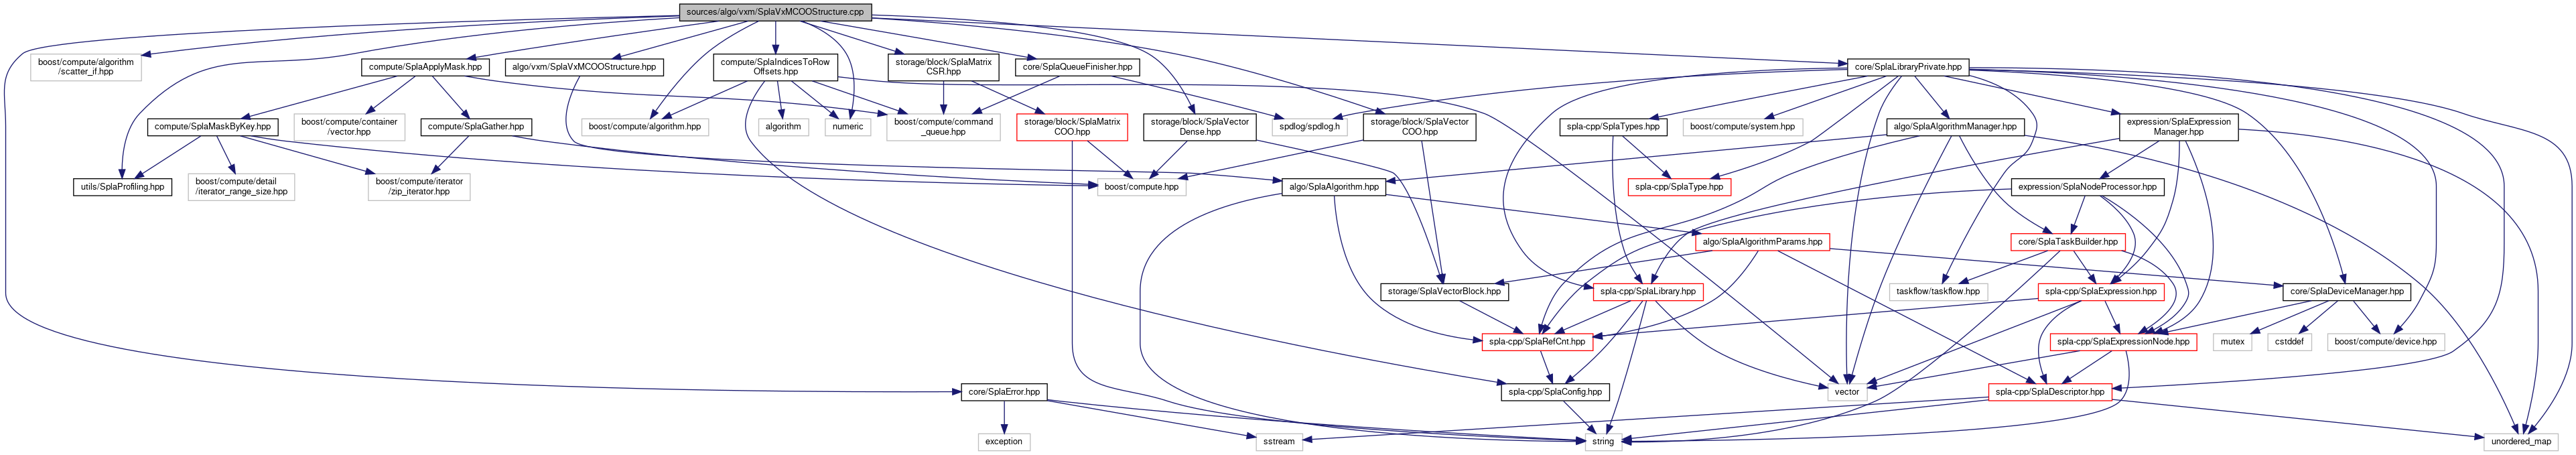 sources/algo/vxm/SplaVxMCOOStructure.cpp
boost/compute/algorithm
/scatter_if.hpp
compute/SplaApplyMask.hpp
algo/vxm/SplaVxMCOOStructure.hpp
compute/SplaIndicesToRow
Offsets.hpp
storage/block/SplaMatrix
CSR.hpp
core/SplaQueueFinisher.hpp
core/SplaLibraryPrivate.hpp
compute/SplaMaskByKey.hpp
boost/compute/container
/vector.hpp
compute/SplaGather.hpp
boost/compute/algorithm.hpp
algorithm
numeric
boost/compute/command
_queue.hpp
storage/block/SplaMatrix
COO.hpp
storage/block/SplaVector
Dense.hpp
spdlog/spdlog.h
storage/block/SplaVector
COO.hpp
spla-cpp/SplaTypes.hpp
boost/compute/system.hpp
algo/SplaAlgorithmManager.hpp
expression/SplaExpression
Manager.hpp
utils/SplaProfiling.hpp
boost/compute/detail
/iterator_range_size.hpp
boost/compute/iterator
/zip_iterator.hpp
boost/compute.hpp
algo/SplaAlgorithm.hpp
spla-cpp/SplaType.hpp
expression/SplaNodeProcessor.hpp
algo/SplaAlgorithmParams.hpp
core/SplaTaskBuilder.hpp
storage/SplaVectorBlock.hpp
spla-cpp/SplaLibrary.hpp
taskflow/taskflow.hpp
spla-cpp/SplaExpression.hpp
core/SplaDeviceManager.hpp
spla-cpp/SplaRefCnt.hpp
spla-cpp/SplaExpressionNode.hpp
mutex
cstddef
boost/compute/device.hpp
core/SplaError.hpp
spla-cpp/SplaConfig.hpp
vector
spla-cpp/SplaDescriptor.hpp
exception
sstream
string
unordered_map